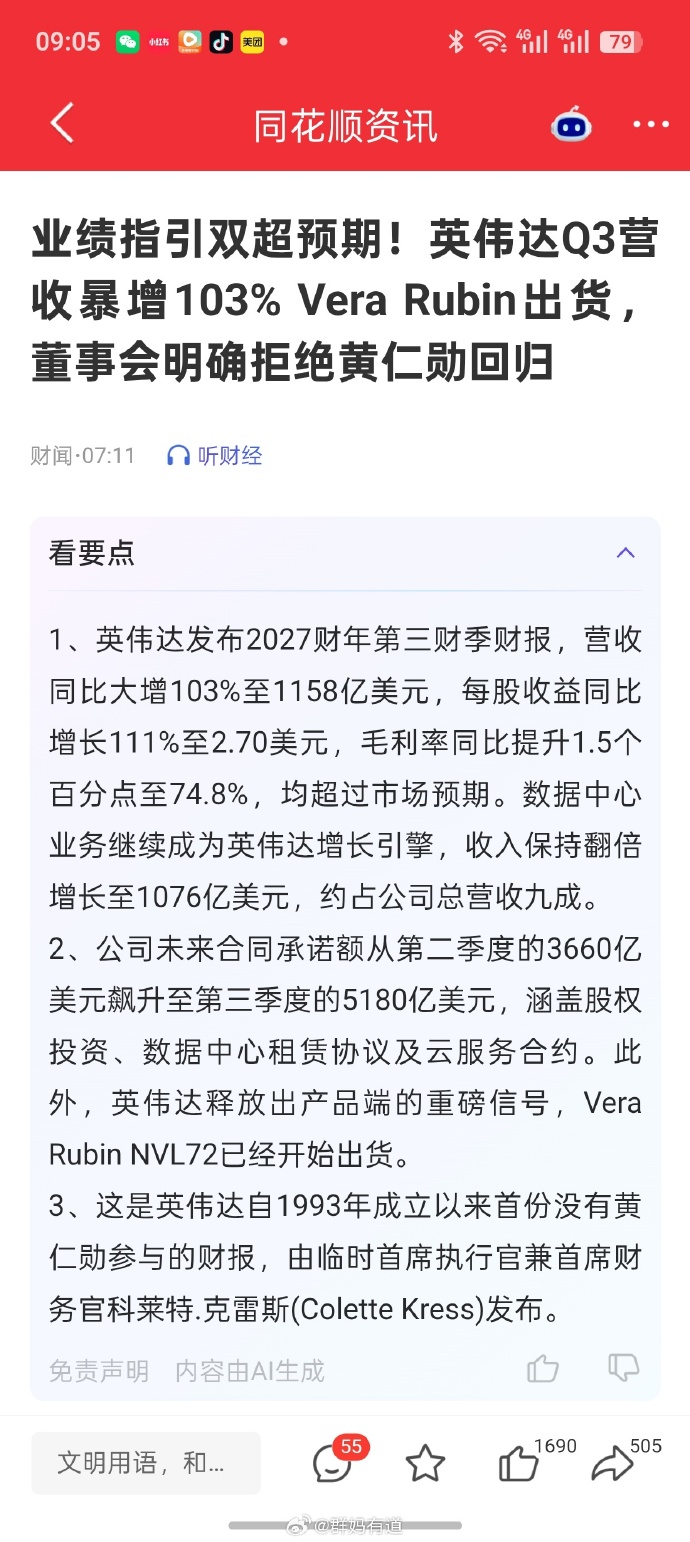 09:05
小红书
美团
4G
4G
79
同花顺资讯
业绩指引双超预期！英伟达Q3营
收暴增103% Vera Rubin出货，
董事会明确拒绝黄仁勋回归
财闻·07:11 听财经
看要点
1、英伟达发布2027财年第三财季财报，营收
同比大增103%至1158亿美元，每股收益同比
增长111%至2.70美元，毛利率同比提升1.5个
百分点至74.8%，均超过市场预期。数据中心
业务继续成为英伟达增长引擎，收入保持翻倍
增长至1076亿美元，约占公司总营收九成。
2、公司未来合同承诺额从第二季度的3660亿
美元飙升至第三季度的5180亿美元，涵盖股权
投资、数据中心租赁协议及云服务合约。此
外，英伟达释放出产品端的重磅信号，Vera
Rubin NVL72已经开始出货。
3、这是英伟达自1993年成立以来首份没有黄
仁勋参与的财报，由临时首席执行官兼首席财
务官科莱特.克雷斯(Colette Kress)发布。
免责声明 内容由AI生成
文明用语，和...
55
1690
505
@群妈有道